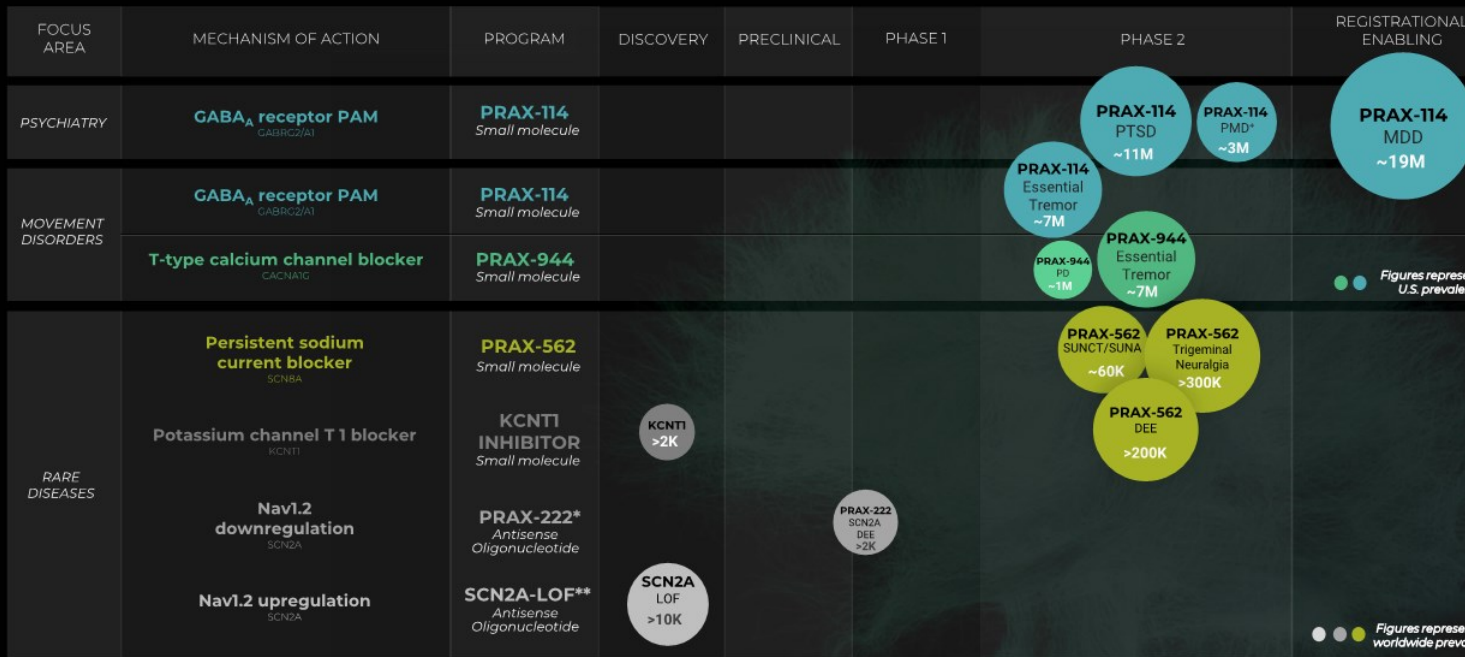 FOCUS
AREA
MECHANISM OF ACTION
PROGRAM
DISCOVERY
PRECLINICAL
PHASE 1
PHASE 2
REGISTRATIONAL
ENABLING
PSYCHIATRY
GABAA receptor PAM
GABRG2/A1
PRAX-114
Small molecule
PRAX-114
PTSD
~11M
PRAX-114
PMD*
~3M
PRAX-114
MDD
~19M
MOVEMENT
DISORDERS
GABAA receptor PAM
GABRG2/A1
PRAX-114
Small molecule
PRAX-114
Essential
Tremor
~7M
T-type calcium channel blocker
CACNA1G
PRAX-944
Small molecule
PRAX-944
PD
~1M
PRAX-944
Essential
Tremor
~7M
Figures represe
U.S. prevale
RARE
DISEASES
Persistent sodium
current blocker
SCN8A
PRAX-562
Small molecule
PRAX-562
SUNCT/SUNA
~60K
PRAX-562
Trigeminal
Neuralgia
>300K
PRAX-562
DEE
>200K
Potassium channel T 1 blocker
KCNT1
KCNT1
INHIBITOR
Small molecule
KCNT1
>2K
Nav1.2
downregulation
SCN2A
PRAX-222*
Antisense
Oligonucleotide
PRAX-222
SCN2A
DEE
>2K
Nav1.2 upregulation
SCN2A
SCN2A-LOF**
Antisense
Oligonucleotide
SCN2A
LOF
>10K
Figures represe
worldwide preva